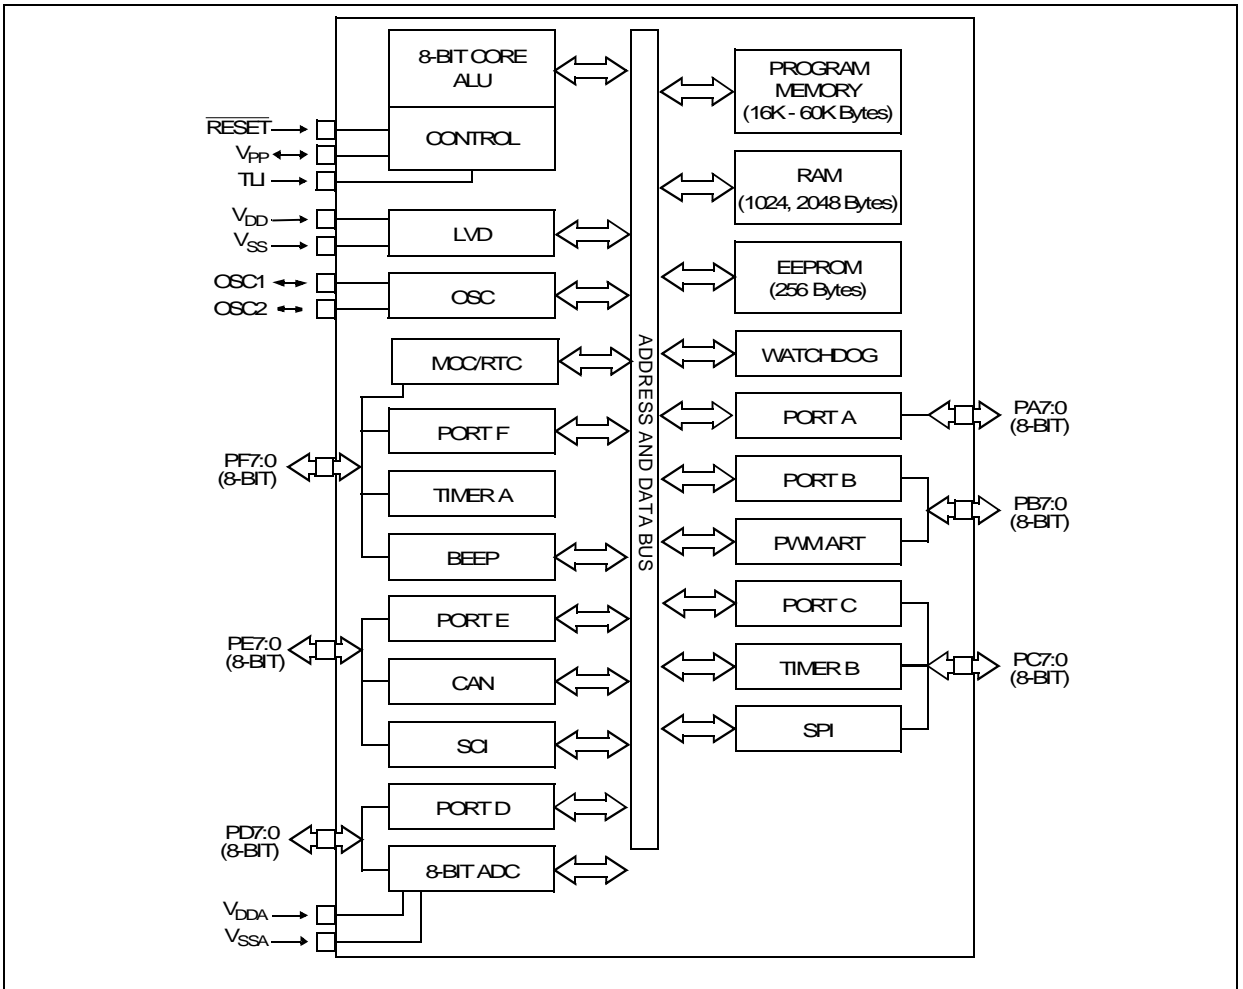 8-BIT CORE
ALU
CONTROL
RESET
VPP
TLI
VDD
VSS
LVD
OSC1
OSC2
OSC
MCC/RTC
PORT F
PF7:0
(8-BIT)
TIMER A
BEEP
PORT E
PE7:0
(8-BIT)
CAN
SCI
PORT D
PD7:0
(8-BIT)
8-BIT ADC
VDDA
VSSA
ADDRESS AND DATA BUS
PROGRAM
MEMORY
(16K - 60K Bytes)
RAM
(1024, 2048 Bytes)
EEPROM
(256 Bytes)
WATCHDOG
PORT A
PA7:0
(8-BIT)
PORT B
PB7:0
(8-BIT)
PWM ART
PORT C
TIMER B
PC7:0
(8-BIT)
SPI